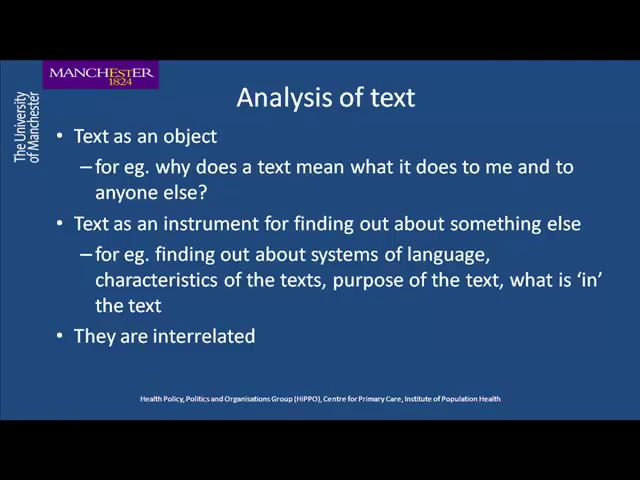 MANCHESTER
1824
The University
of Manchester
Analysis of text
• Text as an object
–for eg. why does a text mean what it does to me and to
anyone else?
• Text as an instrument for finding out about something else
–for eg. finding out about systems of language,
characteristics of the texts, purpose of the text, what is ‘in’
the text
• They are interrelated
Health Policy, Politics and Organisations Group (HiPPO), Centre for Primary Care, Institute of Population Health